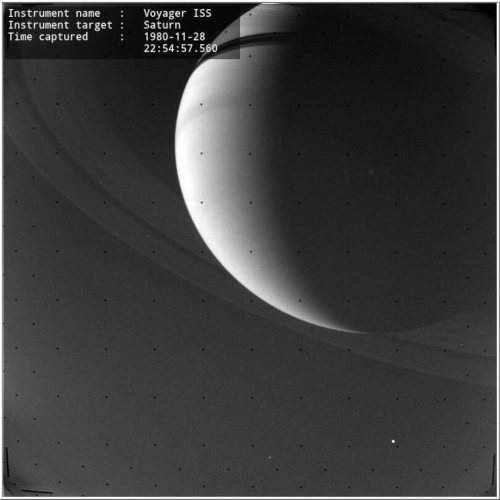 Instrument name   :   Voyager ISS
Instrument target :   Saturn
Time captured     :   1980-11-28
22:54:57.560